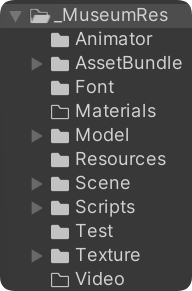 _MuseumRes
Animator
AssetBundle
Font
Materials
Model
Resources
Scene
Scripts
Test
Texture
Video